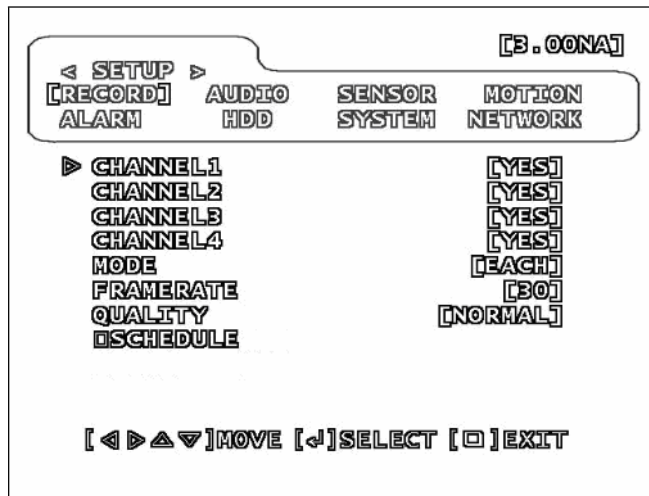 [3.00NA]
< SETUP >
[RECORD] AUDIO SENSOR MOTION
ALARM HDD SYSTEM NETWORK
▷ CHANNEL1 [YES]
CHANNEL2 [YES]
CHANNEL3 [YES]
CHANNEL4 [YES]
MODE [EACH]
FRAMERATE [30]
QUALITY [NORMAL]
□SCHEDULE
[◁▷△▽]MOVE [↲]SELECT [□]EXIT